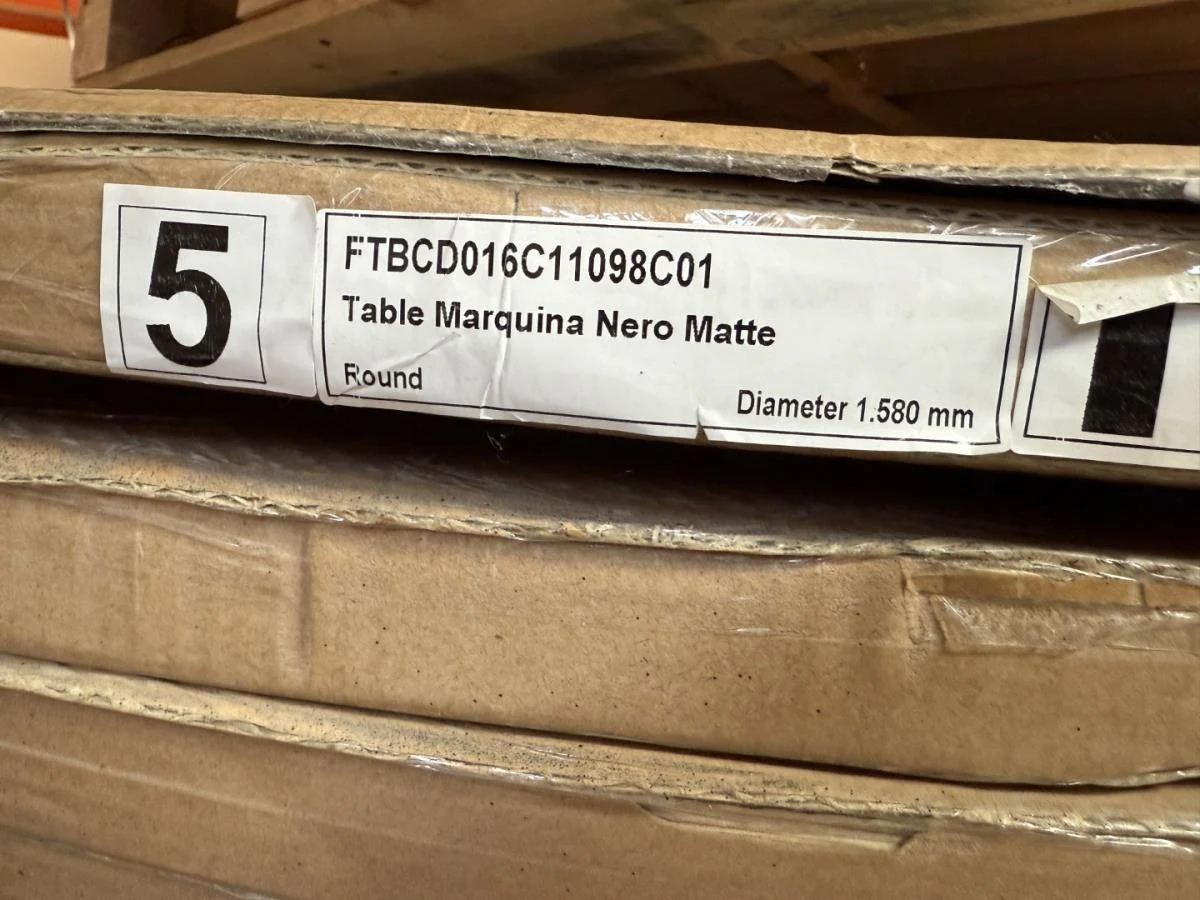 5
FTBCD016C11098C01
Table Marquina Nero Matte
Round
Diameter 1.580 mm